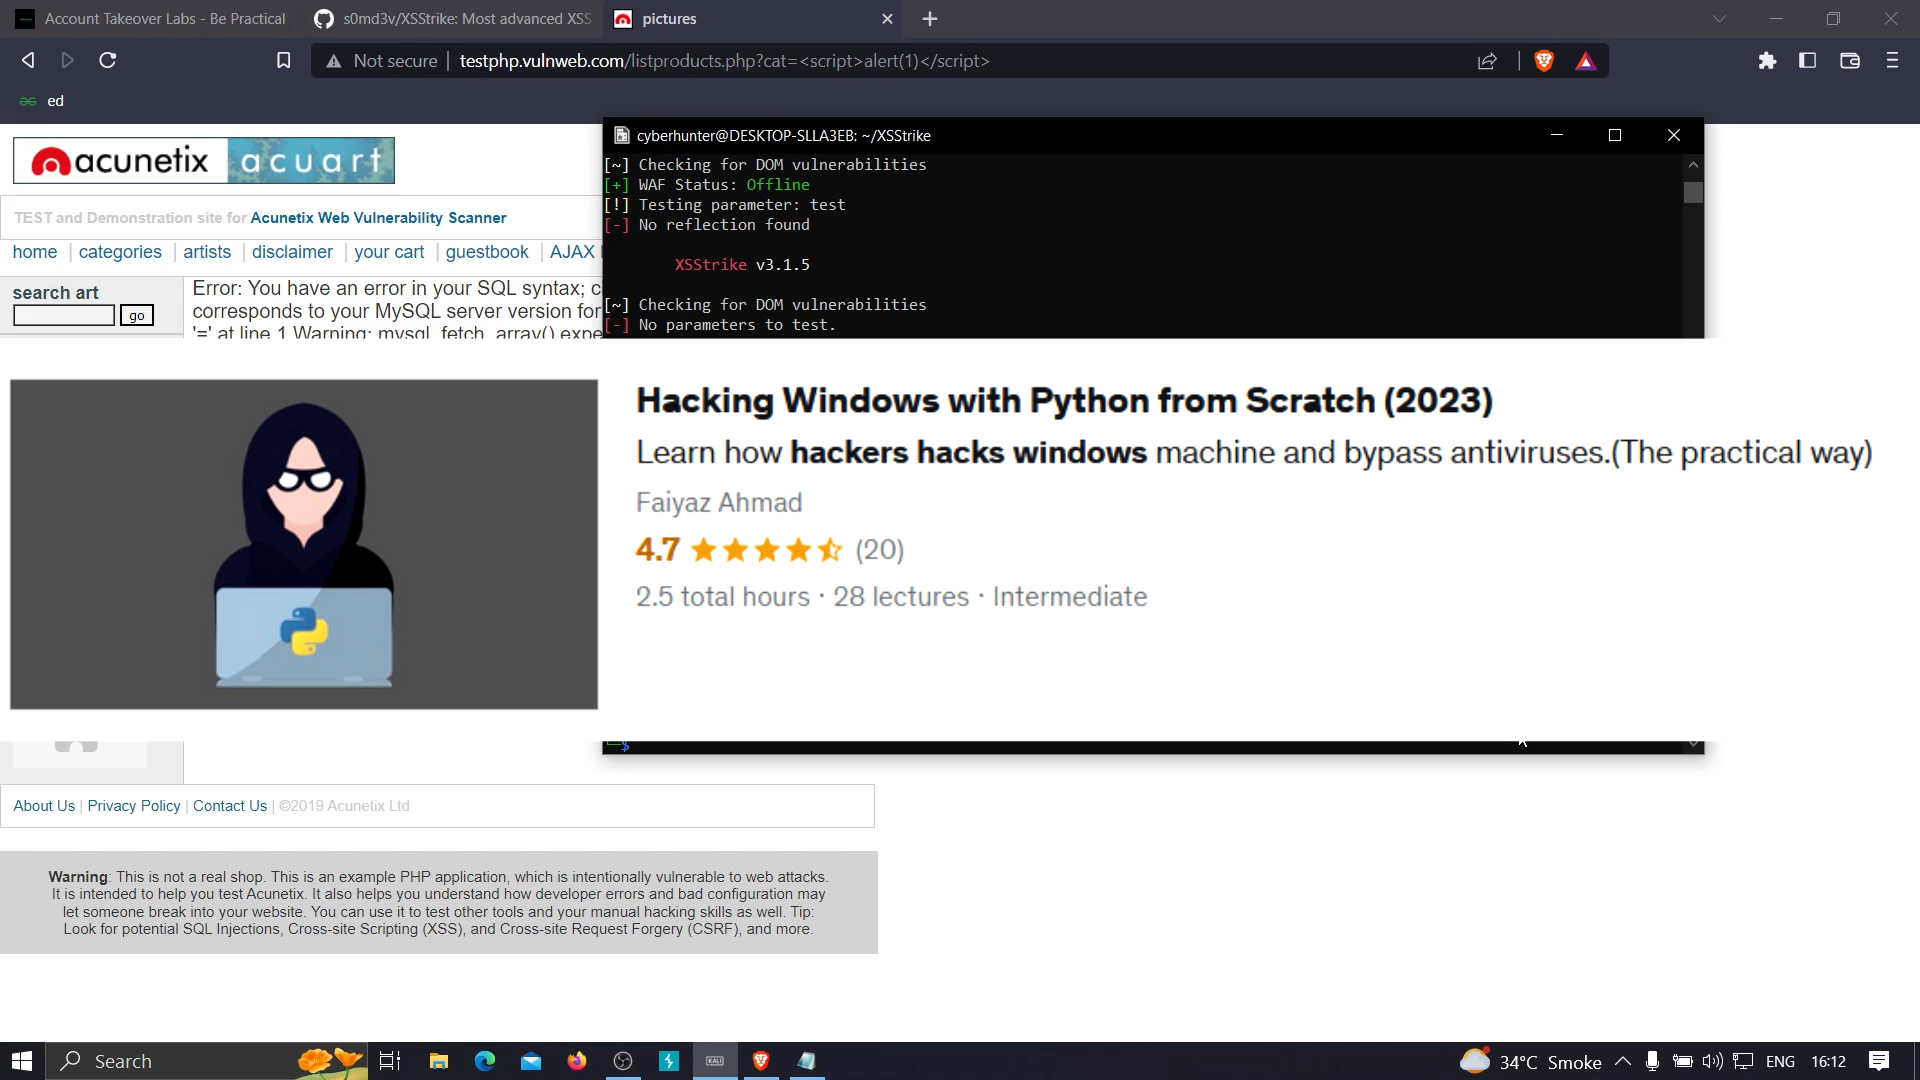 Account Takeover Labs - Be Practical
s0md3v/XSStrike: Most advanced XSS
pictures
Not secure
testphp.vulnweb.com/listproducts.php?cat=<script>alert(1)</script>
ed
acunetix acuart
TEST and Demonstration site for Acunetix Web Vulnerability Scanner
home | categories | artists | disclaimer | your cart | guestbook | AJAX
search art
go
Error: You have an error in your SQL syntax; c
corresponds to your MySQL server version for
'=' at line 1 Warning: mysql_fetch_array() expe
cyberhunter@DESKTOP-SLLA3EB: ~/XSStrike
[~] Checking for DOM vulnerabilities
[+] WAF Status: Offline
[!] Testing parameter: test
[-] No reflection found
XSStrike v3.1.5
[~] Checking for DOM vulnerabilities
[-] No parameters to test.
Hacking Windows with Python from Scratch (2023)
Learn how hackers hacks windows machine and bypass antiviruses.(The practical way)
Faiyaz Ahmad
4.7 (20)
2.5 total hours · 28 lectures · Intermediate
$
About Us | Privacy Policy | Contact Us | ©2019 Acunetix Ltd
Warning: This is not a real shop. This is an example PHP application, which is intentionally vulnerable to web attacks.
It is intended to help you test Acunetix. It also helps you understand how developer errors and bad configuration may
let someone break into your website. You can use it to test other tools and your manual hacking skills as well. Tip:
Look for potential SQL Injections, Cross-site Scripting (XSS), and Cross-site Request Forgery (CSRF), and more.
Search
KALI
34°C Smoke
ENG
16:12